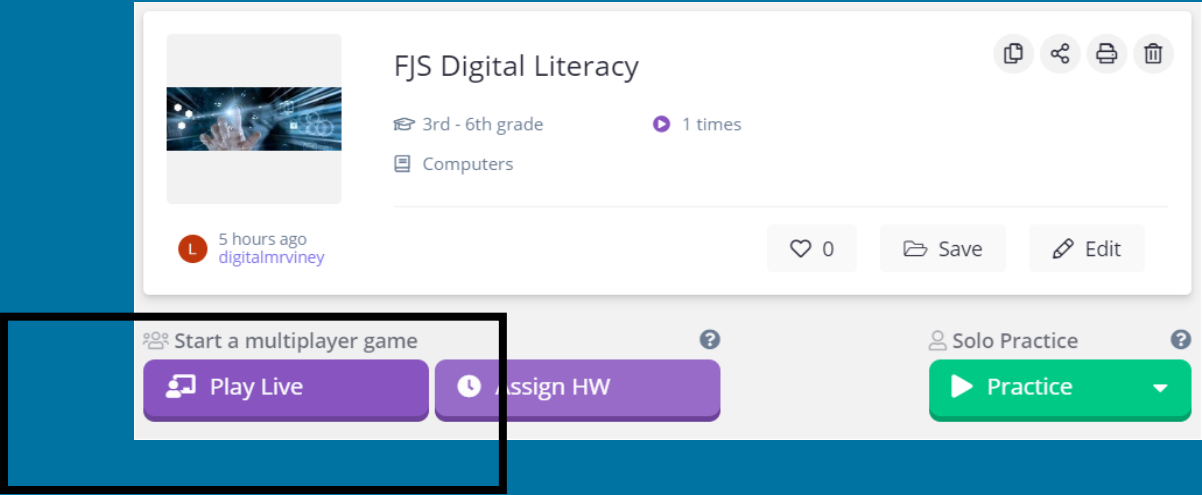 FJS Digital Literacy
3rd - 6th grade
1 times
Computers
L
5 hours ago
digitalmrviney
0
Save
Edit
Start a multiplayer game
?
Solo Practice
?
Play Live
Assign HW
Practice